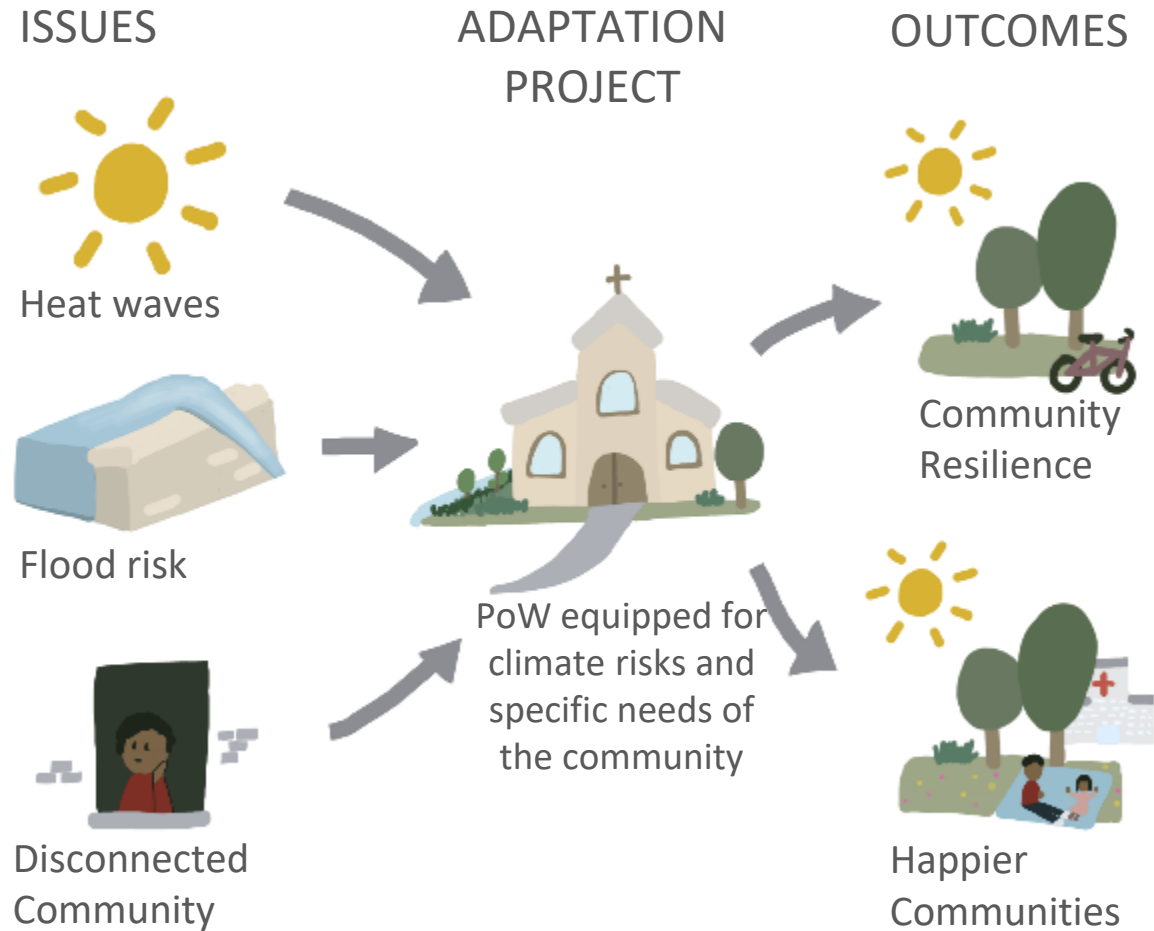 ISSUES
ADAPTATION
PROJECT
OUTCOMES
Heat waves
Flood risk
Disconnected
Community
PoW equipped for
climate risks and
specific needs of
the community
Community
Resilience
Happier
Communities